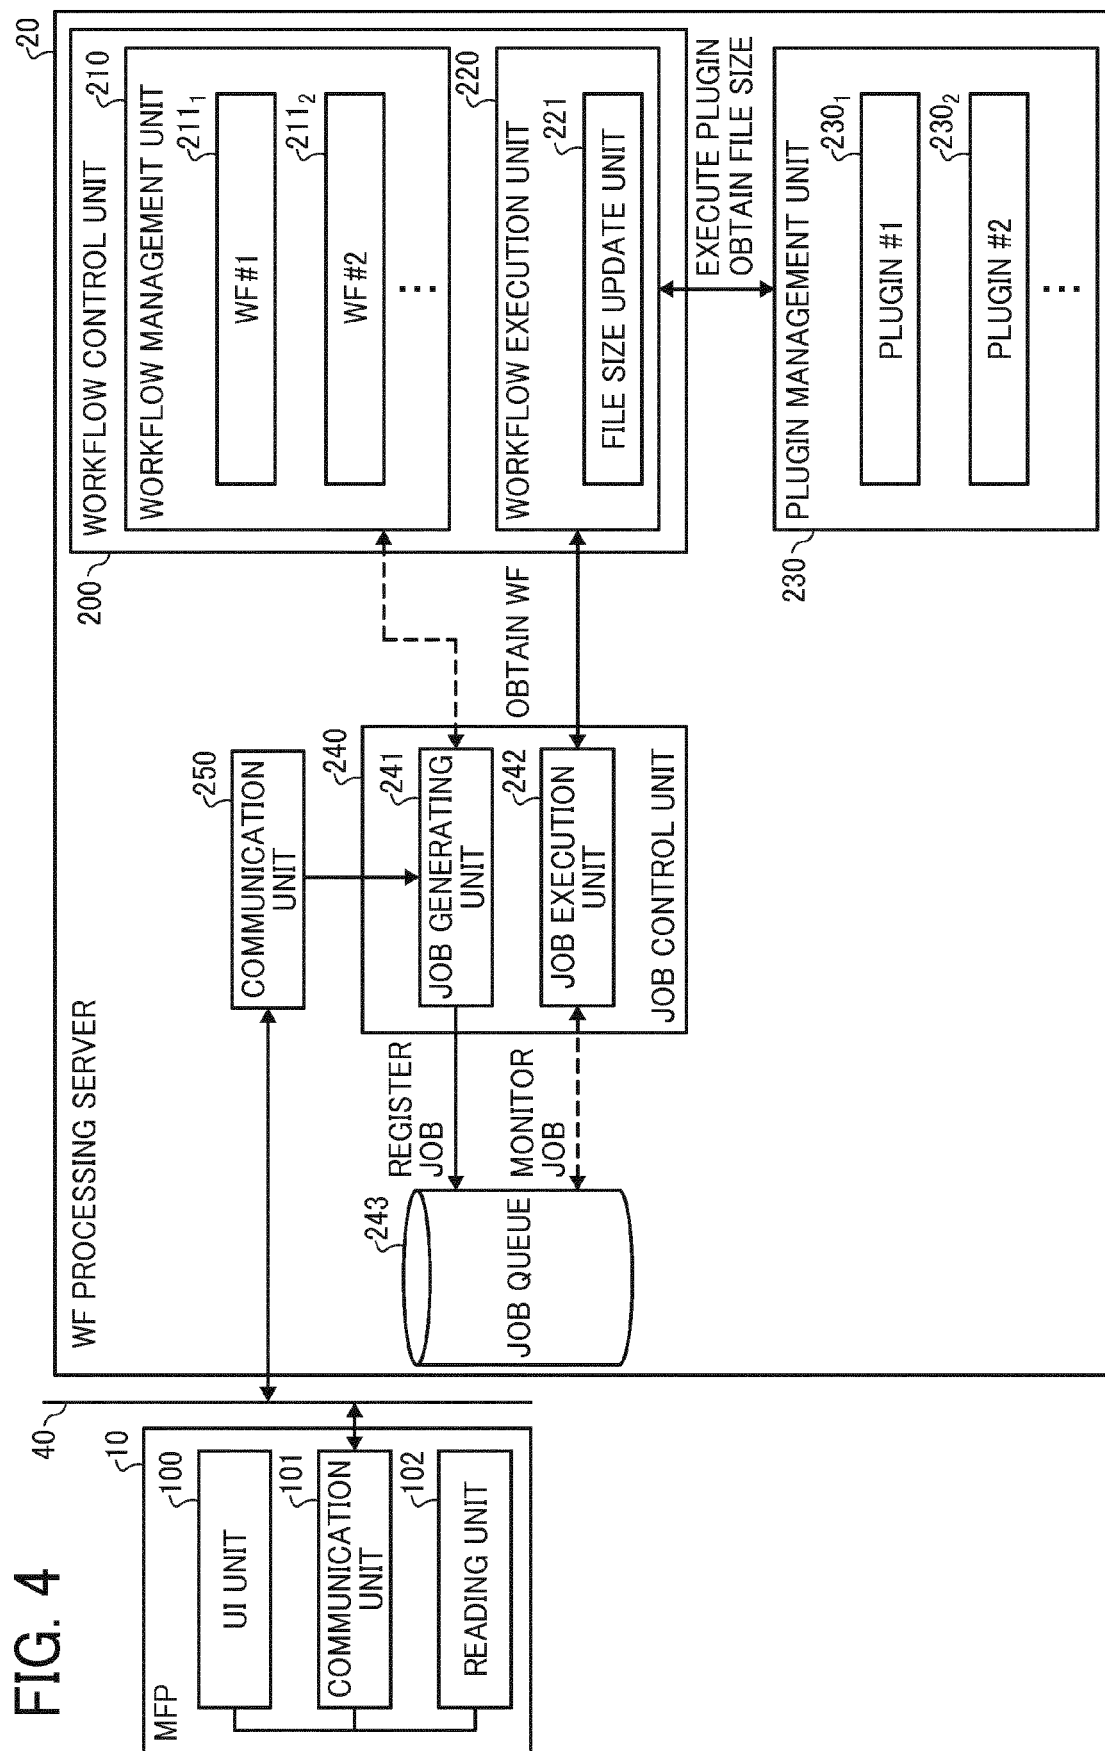 FIG. 4
MFP
10
UI UNIT
100
COMMUNICATION
UNIT
101
READING UNIT
102
40
WF PROCESSING SERVER
20
COMMUNICATION
UNIT
250
JOB QUEUE
243
REGISTER
JOB
MONITOR
JOB
240
JOB GENERATING
UNIT
241
JOB EXECUTION
UNIT
242
JOB CONTROL UNIT
OBTAIN WF
200
WORKFLOW CONTROL UNIT
WORKFLOW MANAGEMENT UNIT
210
WF#1
211₁
WF#2
211₂
...
WORKFLOW EXECUTION UNIT
220
FILE SIZE UPDATE UNIT
221
EXECUTE PLUGIN
OBTAIN FILE SIZE
230
PLUGIN MANAGEMENT UNIT
PLUGIN #1
230₁
PLUGIN #2
230₂
...